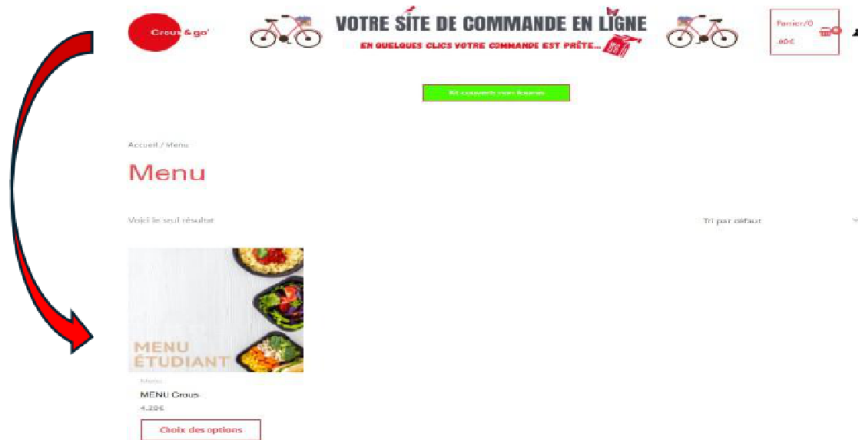 Crous & go'
VOTRE SITE DE COMMANDE EN LIGNE
EN QUELQUES CLICS VOTRE COMMANDE EST PRÊTE...
Panier/0
Accueil / Menu
Menu
Voici le seul résultat
Tri par défaut
MENU
ÉTUDIANT
Menu
MENU Crous
Choix des options